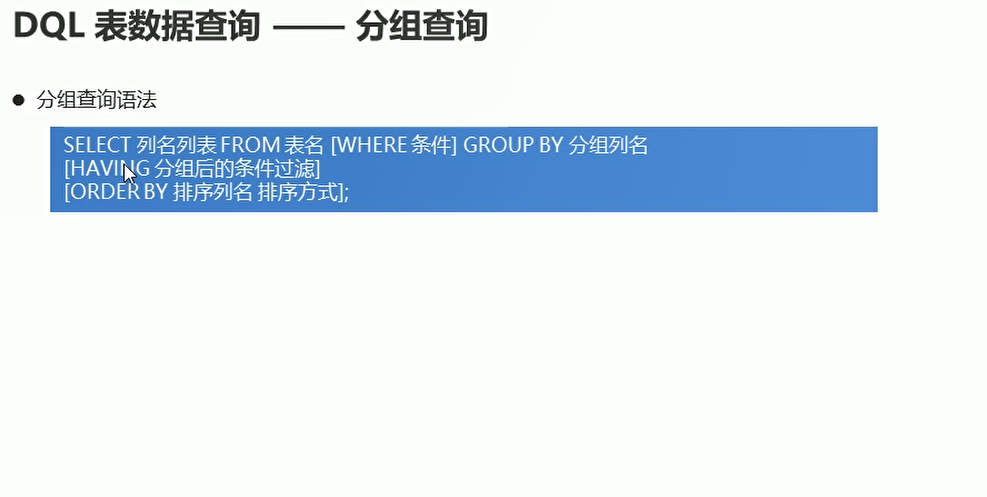 DQL 表数据查询 —— 分组查询
● 分组查询语法
SELECT 列名列表 FROM 表名 [WHERE 条件] GROUP BY 分组列名
[HAVING 分组后的条件过滤]
[ORDER BY 排序列名 排序方式];